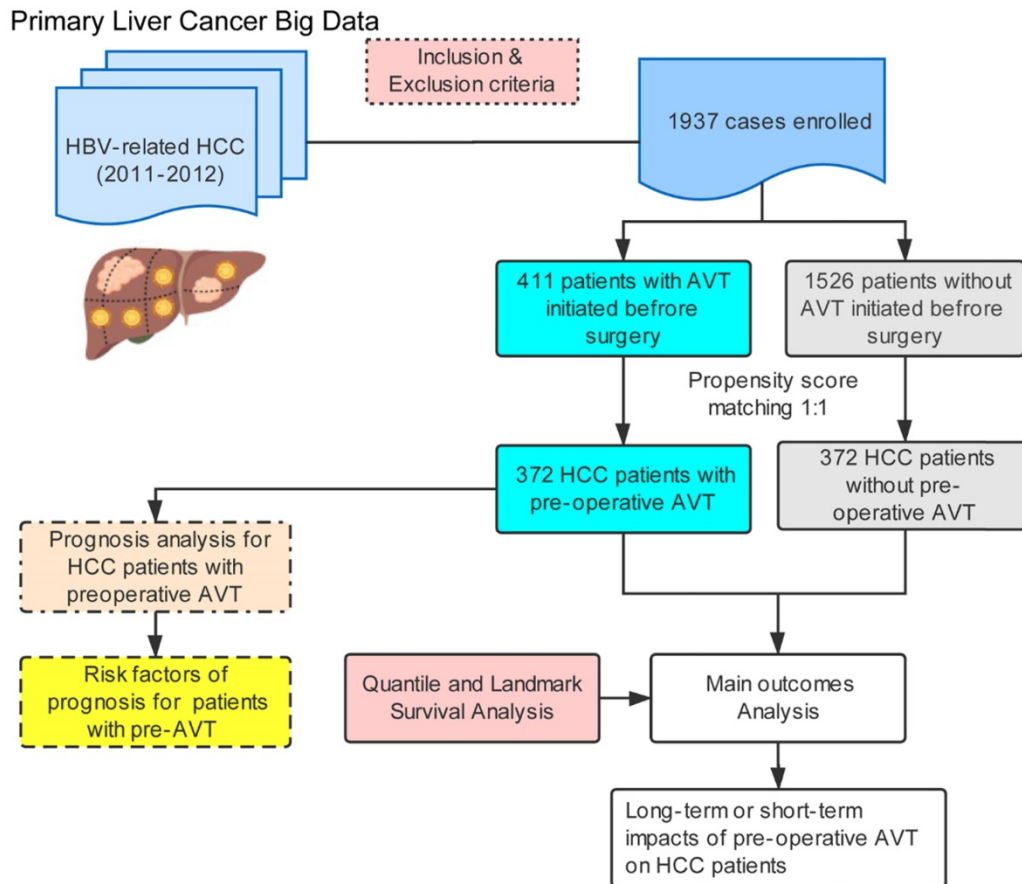 Primary Liver Cancer Big Data
Inclusion &
Exclusion criteria
HBV-related HCC
(2011-2012)
1937 cases enrolled
411 patients with AVT
initiated befrore
surgery
1526 patients without
AVT initiated befrore
surgery
Propensity score
matching 1:1
372 HCC patients with
pre-operative AVT
372 HCC patients
without pre-
operative AVT
Prognosis analysis for
HCC patients with
preoperative AVT
Risk factors of
prognosis for patients
with pre-AVT
Quantile and Landmark
Survival Analysis
Main outcomes
Analysis
Long-term or short-term
impacts of pre-operative AVT
on HCC patients